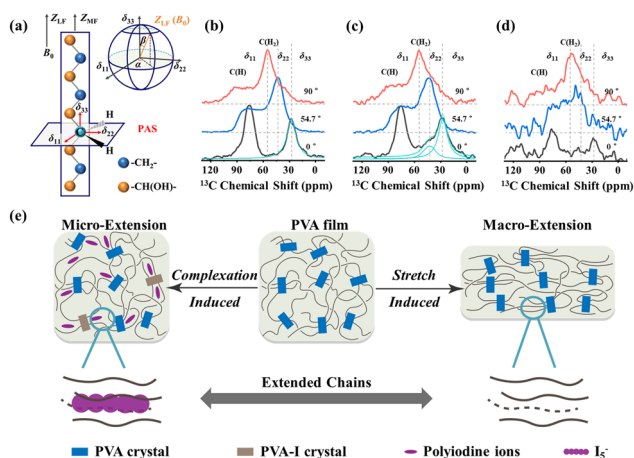 (a)
Z_LF Z_MF
B_0
δ_33
H
δ_22
δ_11
H
PAS
-CH_2-
-CH(OH)-
δ_33 Z_LF (B_0)
β
α
δ_11 δ_22
(b)
C(H_2)
δ_11 δ_22 δ_33
C(H)
90 °
54.7 °
0 °
120 90 60 30 0
13C Chemical Shift (ppm)
(c)
C(H_2)
δ_11 δ_22 δ_33
C(H)
90 °
54.7 °
0 °
120 90 60 30 0
13C Chemical Shift (ppm)
(d)
C(H_2)
δ_11 δ_22 δ_33
C(H)
90 °
54.7 °
0 °
120 90 60 30 0
13C Chemical Shift (ppm)
(e)
Micro-Extension PVA film Macro-Extension
Complexation
Induced
Stretch
Induced
Extended Chains
PVA crystal PVA-I crystal Polyiodine ions I_5^-